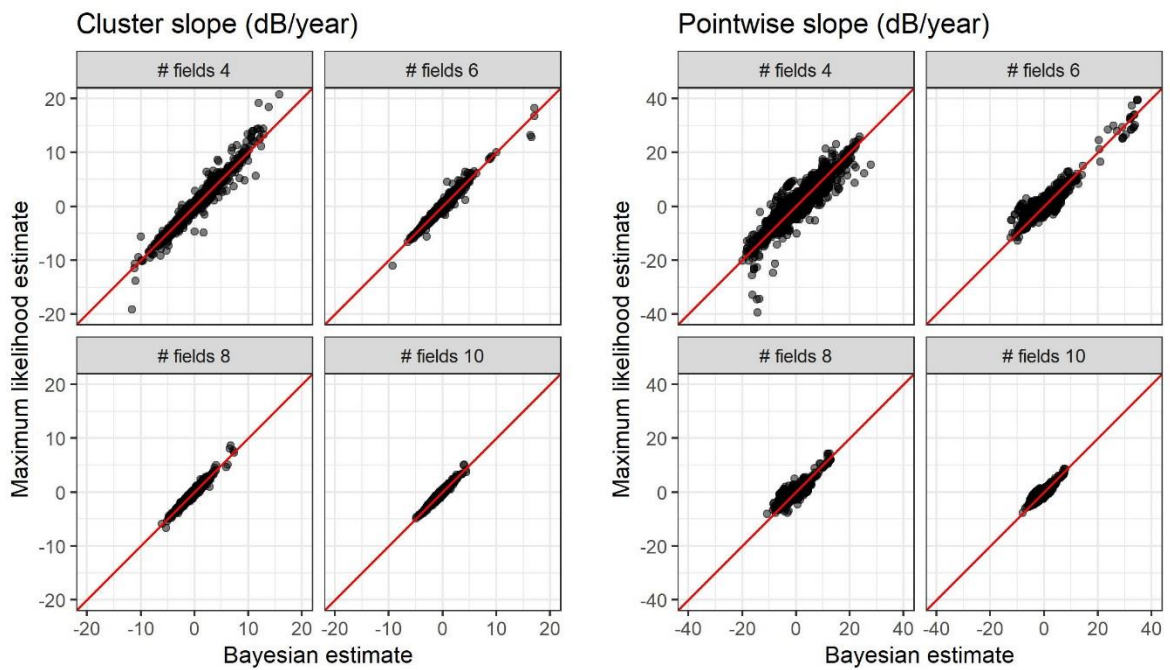 Cluster slope (dB/year)
# fields 4
# fields 6
20
10
0
-10
-20
# fields 8
# fields 10
20
10
0
-10
-20
-20 -10 0 10 20
-20 -10 0 10 20
Maximum likelihood estimate
Bayesian estimate
Pointwise slope (dB/year)
# fields 4
# fields 6
40
20
0
-20
-40
# fields 8
# fields 10
40
20
0
-20
-40
-40 -20 0 20 40
-40 -20 0 20 40
Maximum likelihood estimate
Bayesian estimate